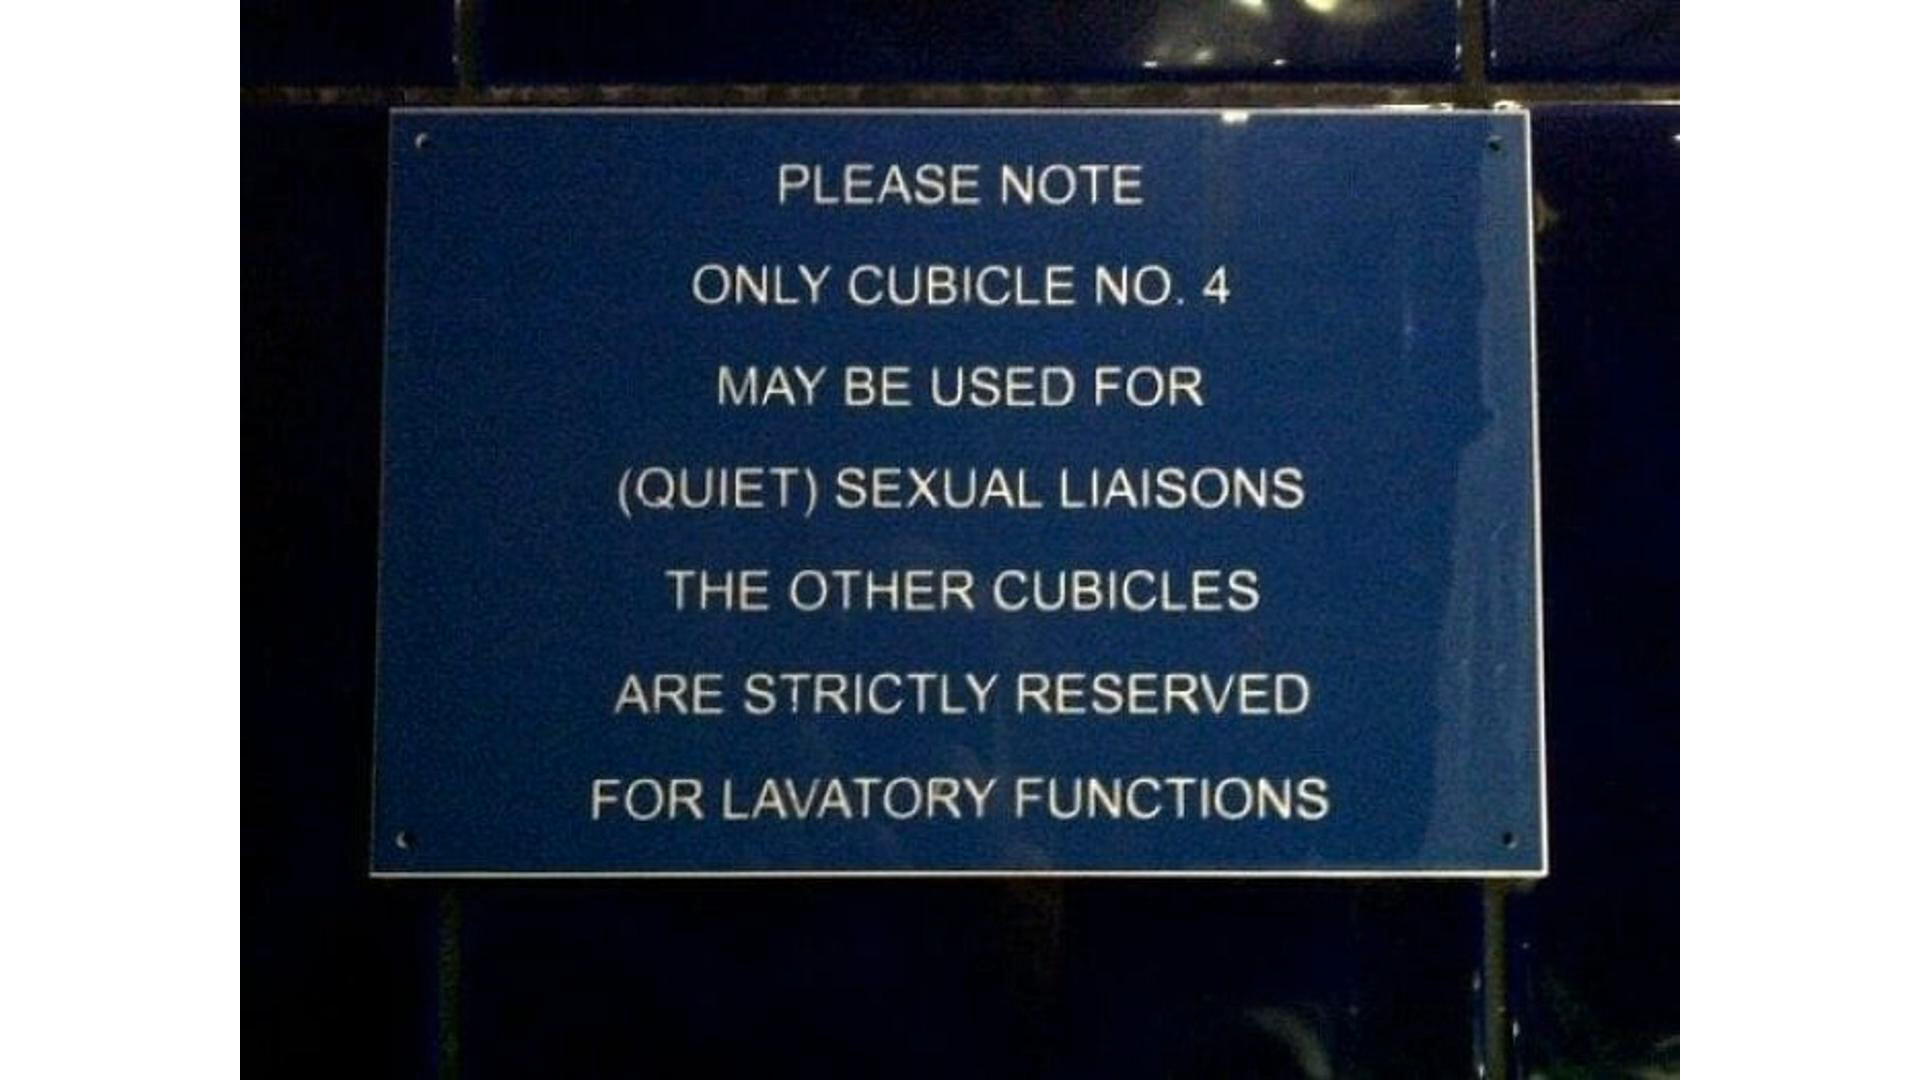 PLEASE NOTE
ONLY CUBICLE NO. 4
MAY BE USED FOR
(QUIET) SEXUAL LIAISONS
THE OTHER CUBICLES
ARE STRICTLY RESERVED
FOR LAVATORY FUNCTIONS